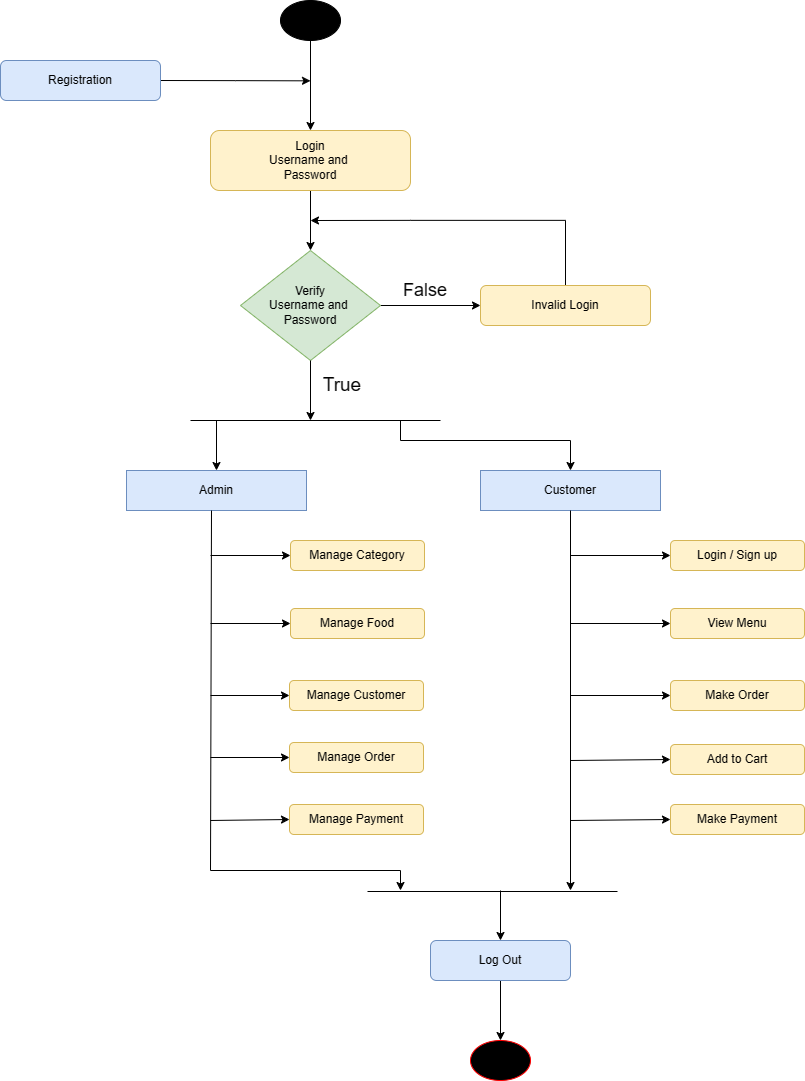 Registration
Login
Username and
Password
Verify
Username and
Password
False
Invalid Login
True
Admin
Customer
Manage Category
Login / Sign up
Manage Food
View Menu
Manage Customer
Make Order
Manage Order
Add to Cart
Manage Payment
Make Payment
Log Out